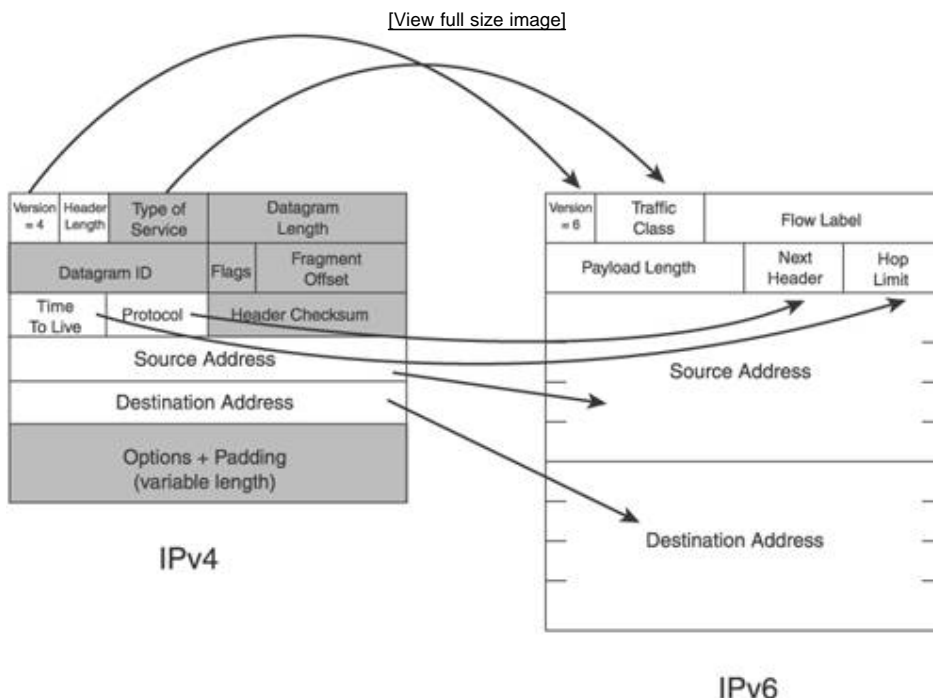 [View full size image]
Version
= 4
Header
Length
Type of
Service
Datagram
Length
Datagram ID
Flags
Fragment
Offset
Time
To Live
Protocol
Header Checksum
Source Address
Destination Address
Options + Padding
(variable length)
IPv4
Version
= 6
Traffic
Class
Flow Label
Payload Length
Next
Header
Hop
Limit
Source Address
Destination Address
IPv6